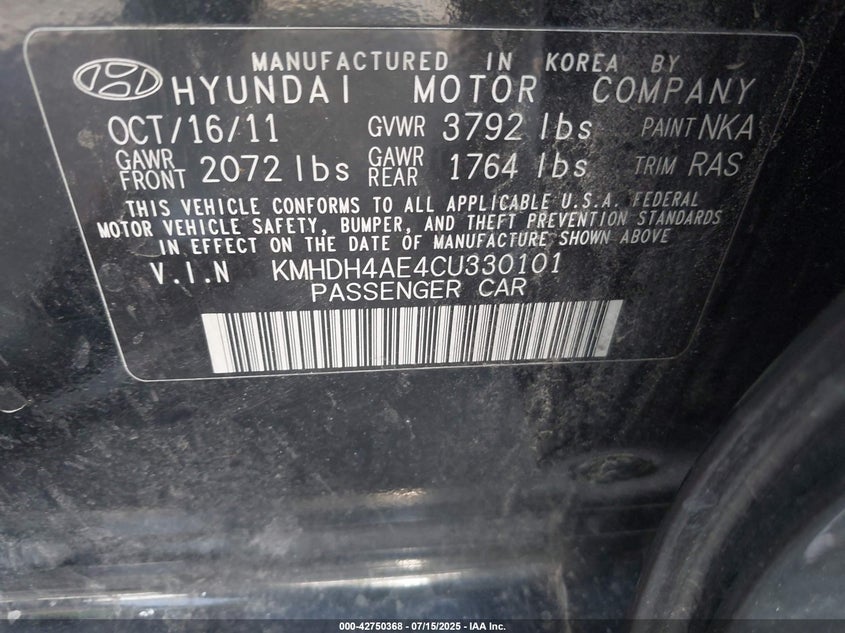 MANUFACTURED IN KOREA BY
HYUNDAI MOTOR COMPANY
OCT/16/11 GVWR 3792 lbs PAINT NKA
GAWR FRONT 2072 lbs GAWR REAR 1764 lbs TRIM RAS
THIS VEHICLE CONFORMS TO ALL APPLICABLE U.S.A. FEDERAL
MOTOR VEHICLE SAFETY, BUMPER, AND THEFT PREVENTION STANDARDS
IN EFFECT ON THE DATE OF MANUFACTURE SHOWN ABOVE
V.I.N KMHDH4AE4CU330101
PASSENGER CAR
000-42750368 - 07/15/2025 - IAA Inc.